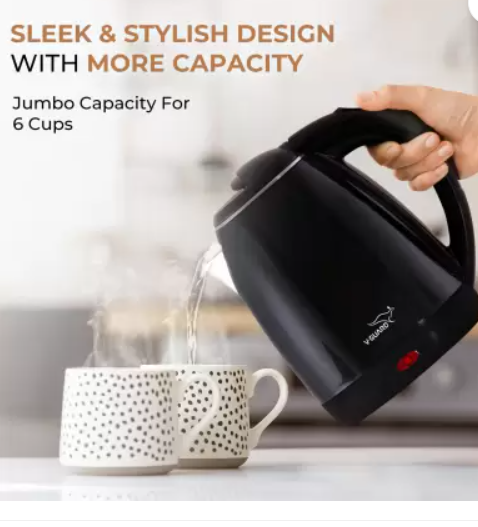 SLEEK & STYLISH DESIGN
WITH MORE CAPACITY
Jumbo Capacity For
6 Cups
V-GUARD